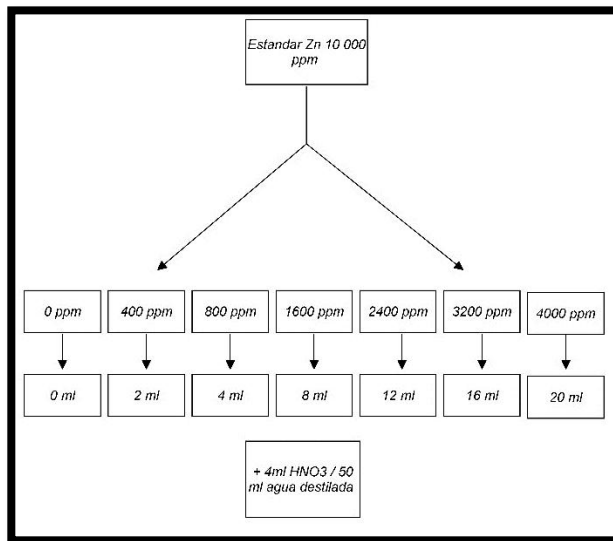 Estandar Zn 10 000
ppm
0 ppm
400 ppm
800 ppm
1600 ppm
2400 ppm
3200 ppm
4000 ppm
0 ml
2 ml
4 ml
8 ml
12 ml
16 ml
20 ml
+ 4ml HNO3 / 50
ml agua destilada